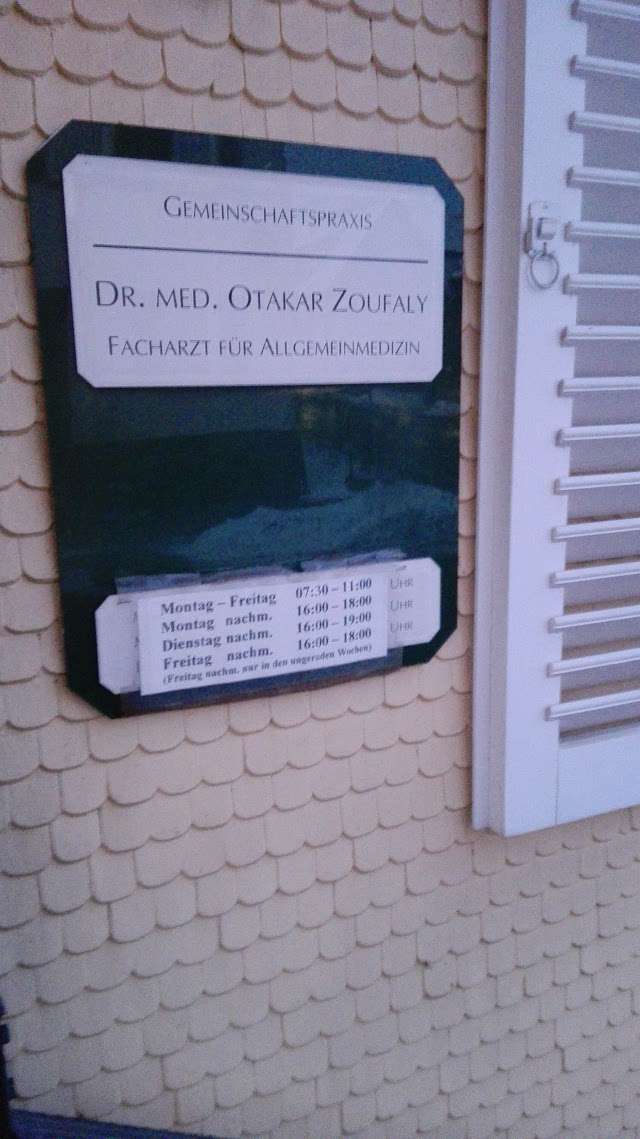 GEMEINSCHAFTSPRAXIS
DR. MED. OTAKAR ZOUFALY
FACHARZT FÜR ALLGEMEINMEDIZIN
Montag – Freitag 07:30 – 11:00 UHR
Montag nachm. 16:00 – 18:00 UHR
Dienstag nachm. 16:00 – 19:00 UHR
Freitag nachm. 16:00 – 18:00
(Freitag nachm. nur in den ungeraden Wochen)